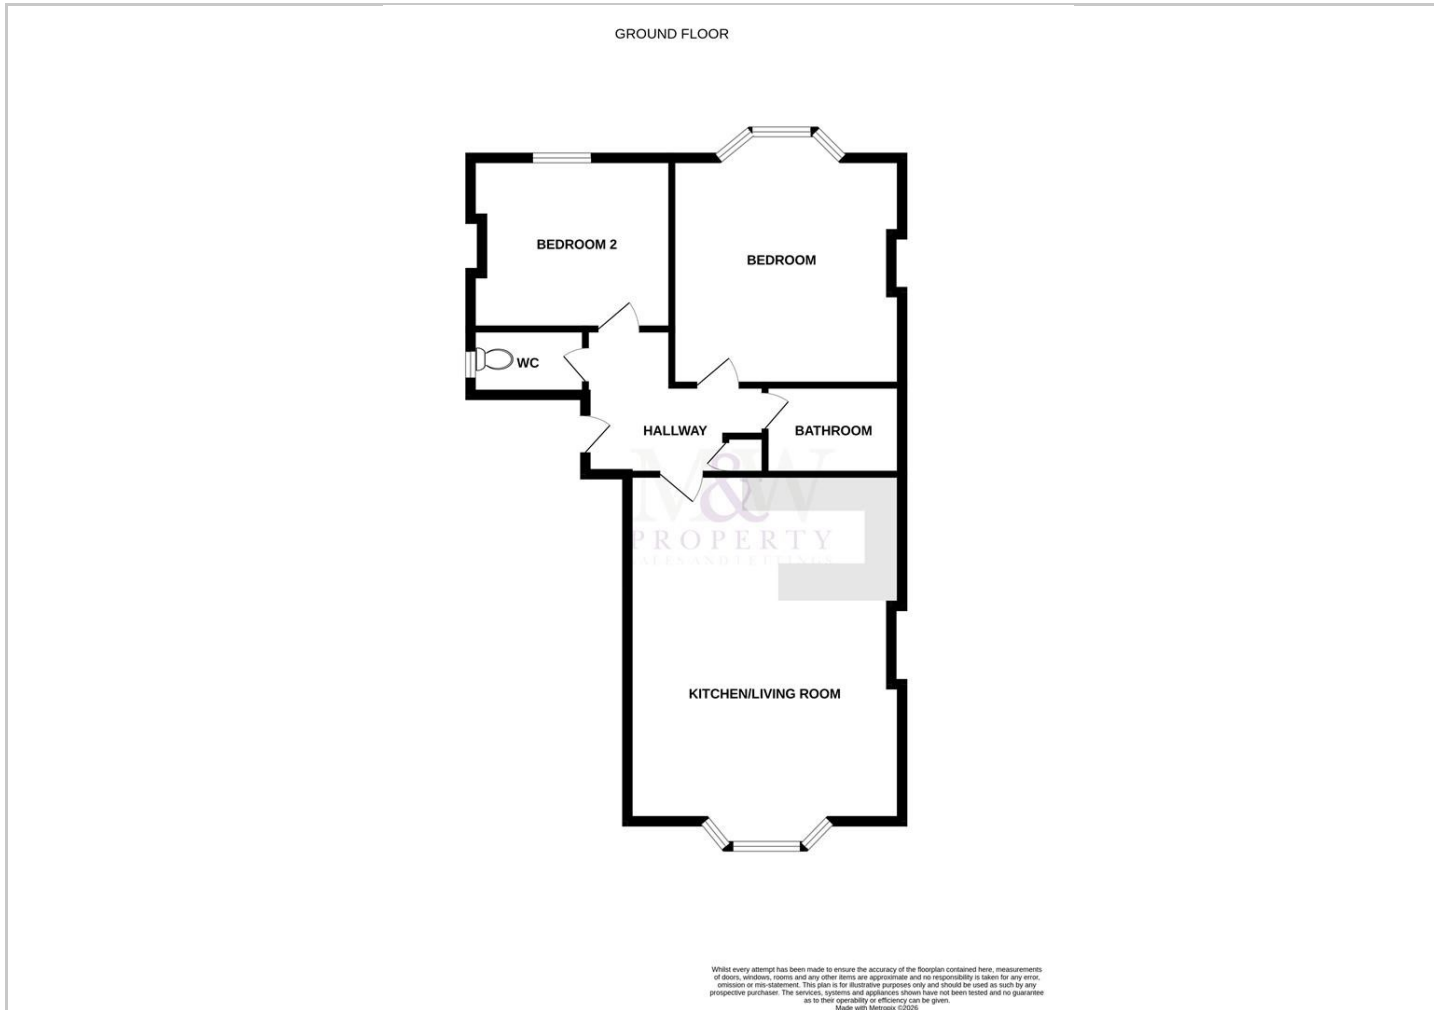 GROUND FLOOR
BEDROOM 2
BEDROOM
WC
HALLWAY
BATHROOM
M&W
PROPERTY
SALES AND LETTINGS
KITCHEN/LIVING ROOM
Whilst every attempt has been made to ensure the accuracy of the floorplan contained here, measurements
of doors, windows, rooms and any other items are approximate and no responsibility is taken for any error,
omission or mis-statement. This plan is for illustrative purposes only and should be used as such by any
prospective purchaser. The services, systems and appliances shown have not been tested and no guarantee
as to their operability or efficiency can be given.
Made with Metropix ©2026